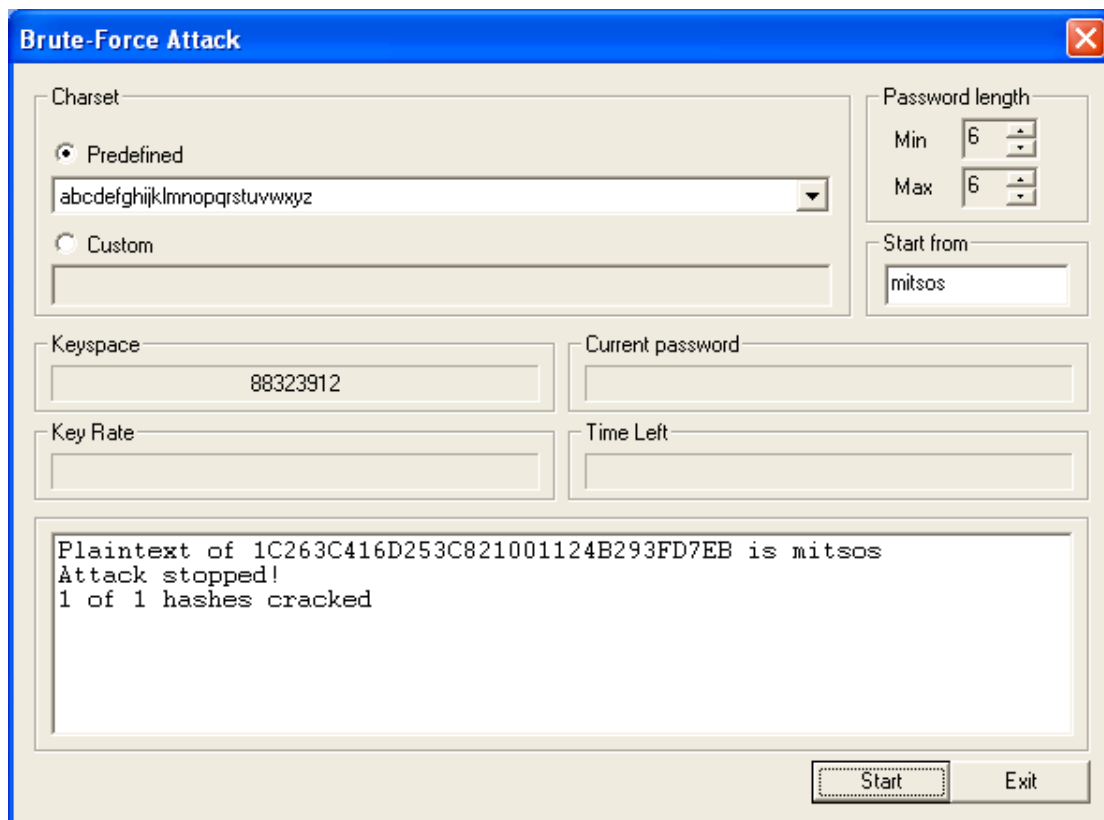 Brute-Force Attack
Charset
Predefined
abcdefghijklmnopqrstuvwxyz
Custom
Password length
Min 6
Max 6
Start from
mitsos
Keyspace
88323912
Current password
Key Rate
Time Left
Plaintext of 1C263C416D253C821001124B293FD7EB is mitsos
Attack stopped!
1 of 1 hashes cracked
Start
Exit